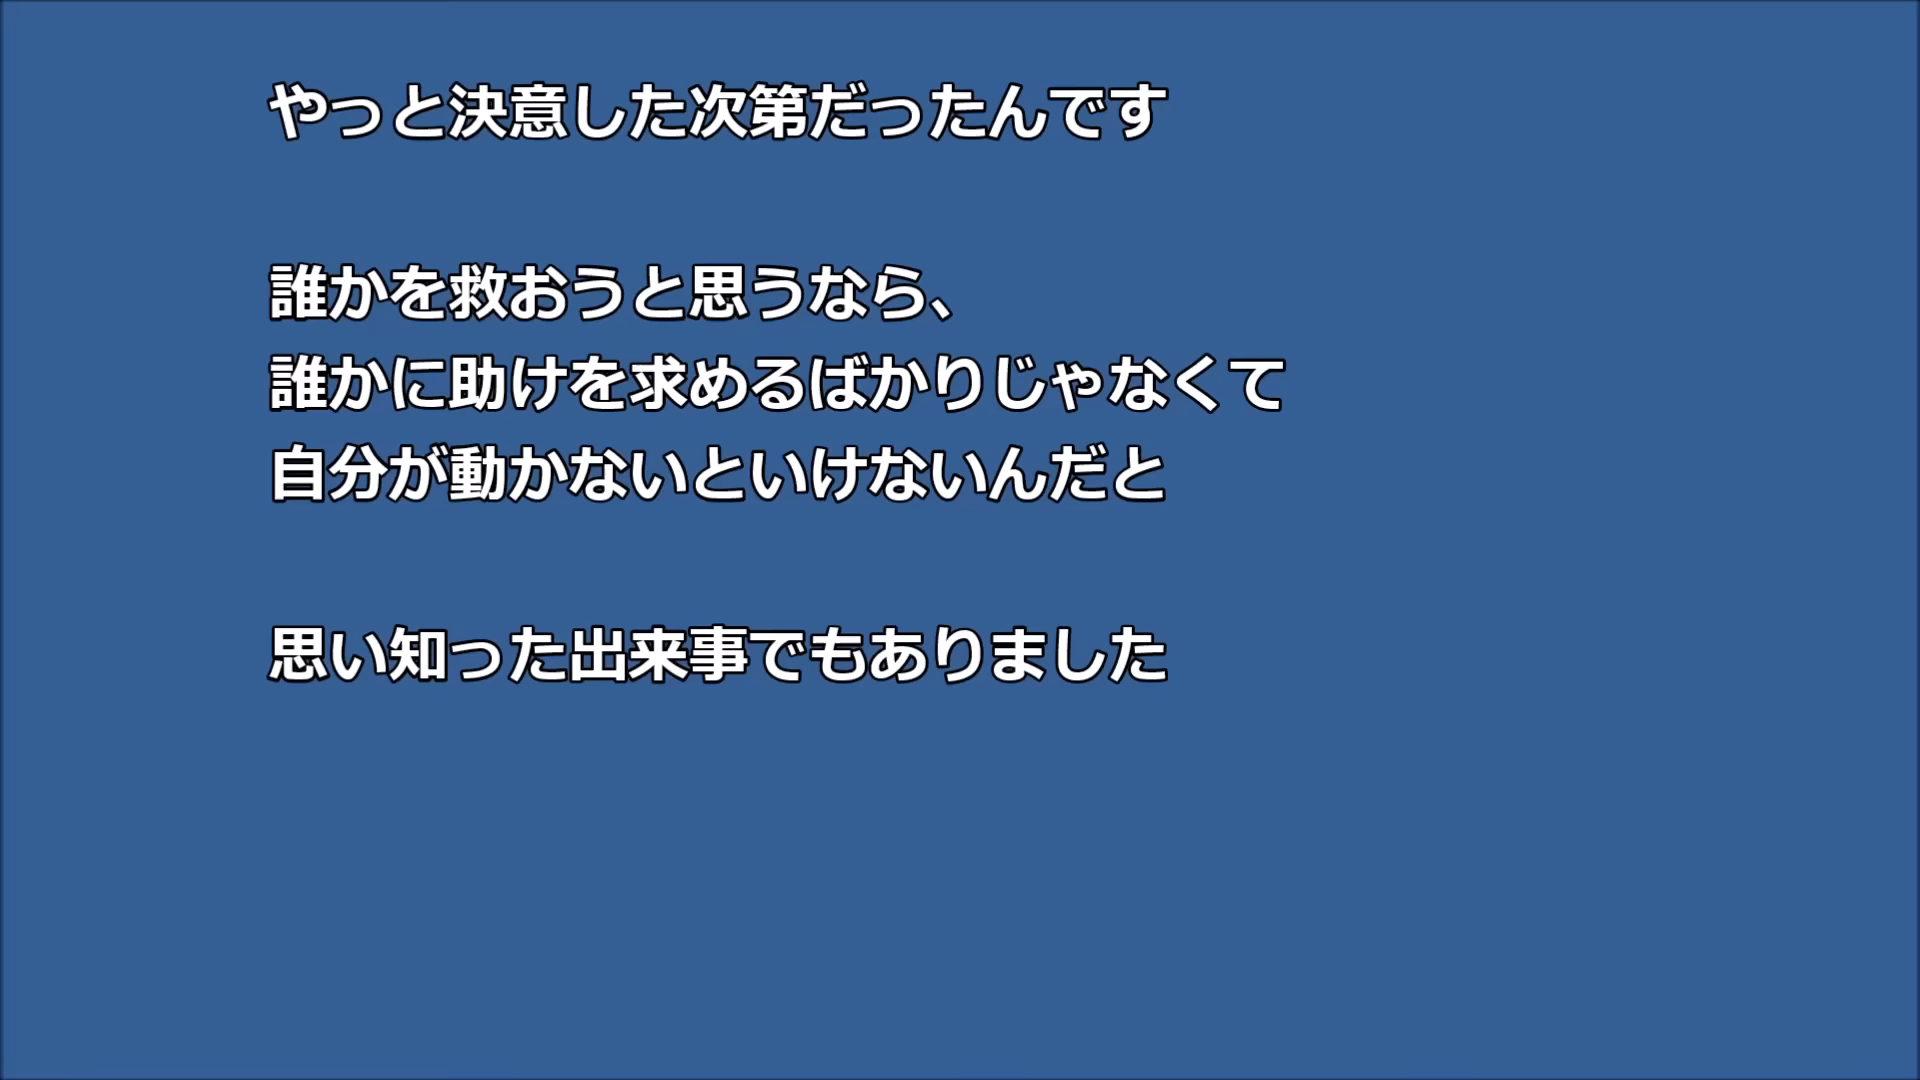 やっと決意した次第だったんです
誰かを救おうと思うなら、
誰かに助けを求めるばかりじゃなくて
自分が動かないといけないんだと
思い知った出来事でもありました